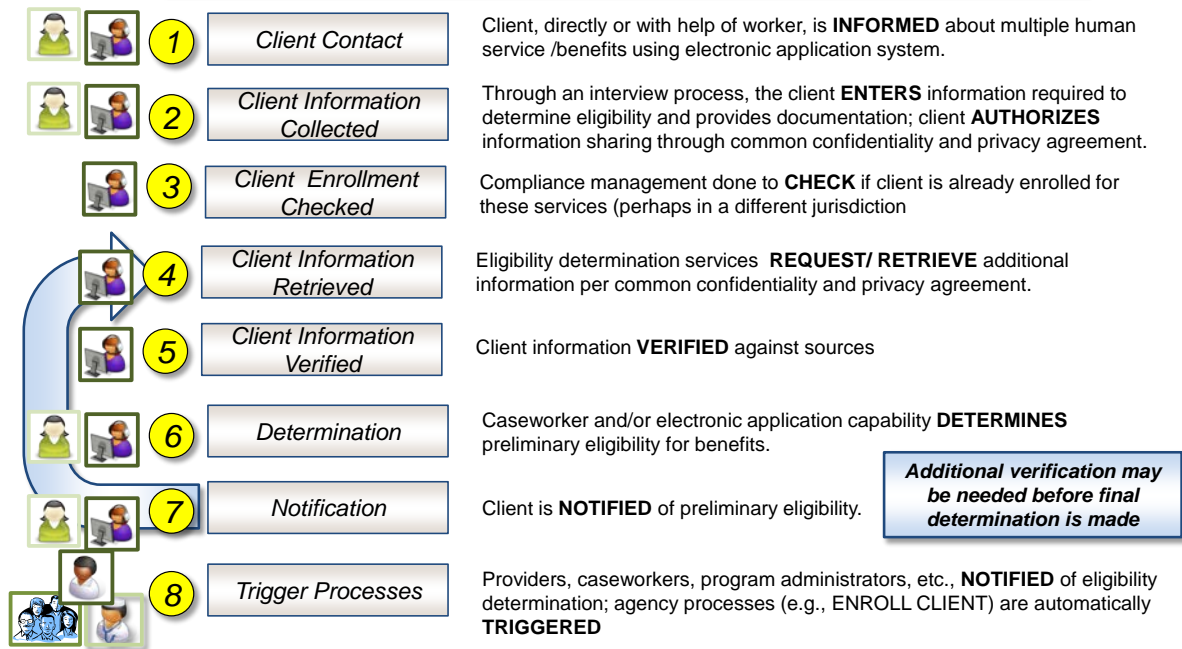 1
Client Contact
Client, directly or with help of worker, is INFORMED about multiple human
service /benefits using electronic application system.
2
Client Information
Collected
Through an interview process, the client ENTERS information required to
determine eligibility and provides documentation; client AUTHORIZES
information sharing through common confidentiality and privacy agreement.
3
Client Enrollment
Checked
Compliance management done to CHECK if client is already enrolled for
these services (perhaps in a different jurisdiction
4
Client Information
Retrieved
Eligibility determination services REQUEST/ RETRIEVE additional
information per common confidentiality and privacy agreement.
5
Client Information
Verified
Client information VERIFIED against sources
6
Determination
Caseworker and/or electronic application capability DETERMINES
preliminary eligibility for benefits.
Additional verification may
be needed before final
determination is made
7
Notification
Client is NOTIFIED of preliminary eligibility.
8
Trigger Processes
Providers, caseworkers, program administrators, etc., NOTIFIED of eligibility
determination; agency processes (e.g., ENROLL CLIENT) are automatically
TRIGGERED